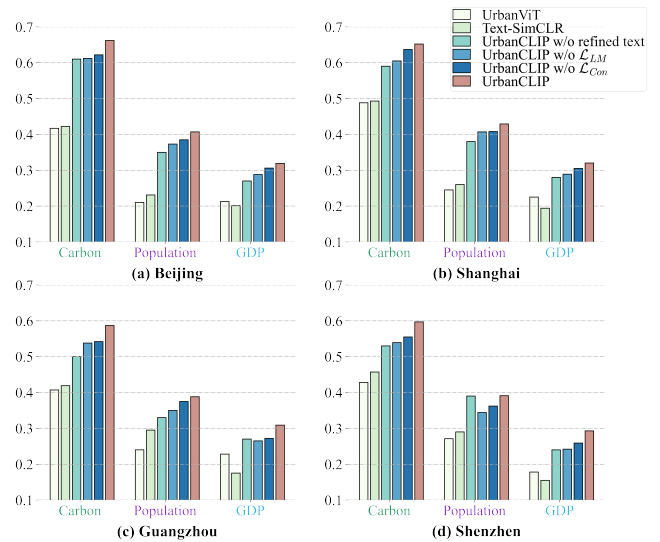 UrbanViT
Text-SimCLR
UrbanCLIP w/o refined text
UrbanCLIP w/o ℒ_LM
UrbanCLIP w/o ℒ_Con
UrbanCLIP
0.7
0.6
0.5
0.4
0.3
0.2
0.1
Carbon Population GDP
(a) Beijing
0.7
0.6
0.5
0.4
0.3
0.2
0.1
Carbon Population GDP
(b) Shanghai
0.7
0.6
0.5
0.4
0.3
0.2
0.1
Carbon Population GDP
(c) Guangzhou
0.7
0.6
0.5
0.4
0.3
0.2
0.1
Carbon Population GDP
(d) Shenzhen